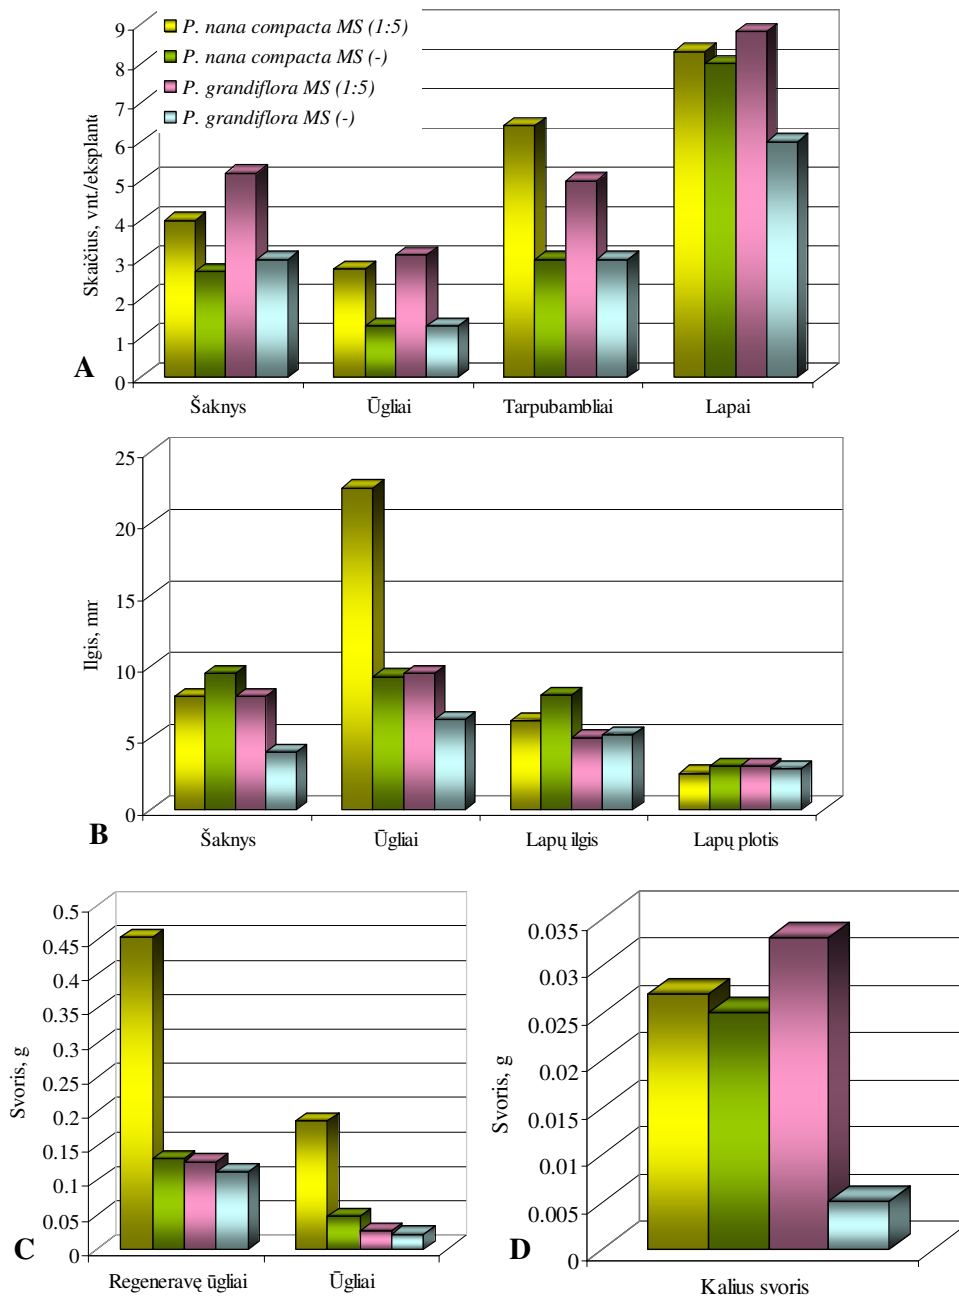 P. nana compacta MS (1:5)
P. nana compacta MS (-)
P. grandiflora MS (1:5)
P. grandiflora MS (-)
Skaičius, vnt./eksplante
9
8
7
6
5
4
3
2
1
0
A
Šaknys Ūgliai Tarpubambliai Lapai
Ilgis, mm
25
20
15
10
5
0
B
Šaknys Ūgliai Lapų ilgis Lapų plotis
Svoris, g
0.5
0.45
0.4
0.35
0.3
0.25
0.2
0.15
0.1
0.05
0
C
Regeneravę ūgliai Ūgliai
Svoris, g
0.035
0.03
0.025
0.02
0.015
0.01
0.005
0
D
Kalius svoris